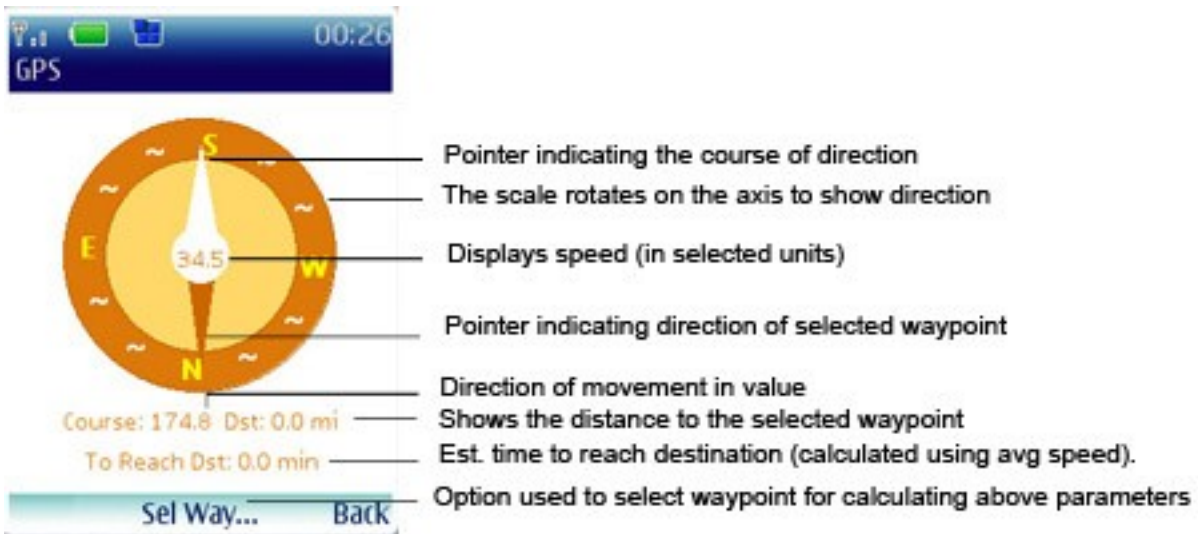 00:26
GPS
S
Pointer indicating the course of direction
The scale rotates on the axis to show direction
E
34.5
W
Displays speed (in selected units)
Pointer indicating direction of selected waypoint
N
Direction of movement in value
Course: 174.8 Dst: 0.0 mi
Shows the distance to the selected waypoint
To Reach Dst: 0.0 min
Est. time to reach destination (calculated using avg speed).
Option used to select waypoint for calculating above parameters
Sel Way... Back